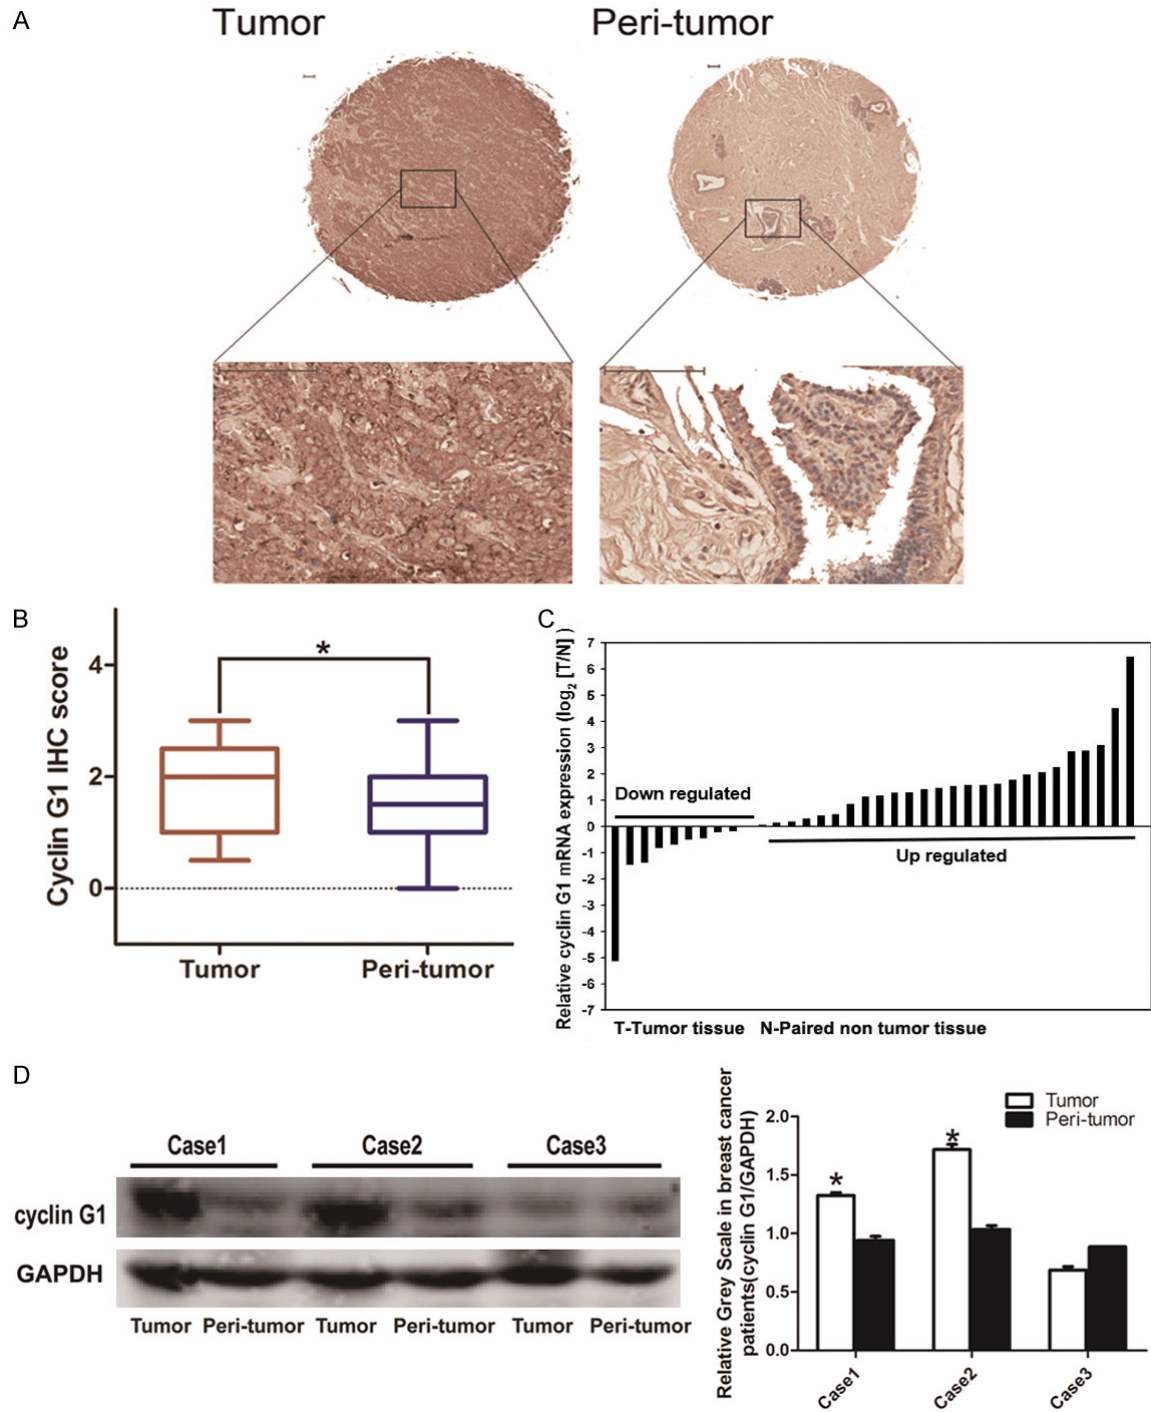 A
Tumor
Peri-tumor
B
Cyclin G1 IHC score
4
2
0
*
Tumor
Peri-tumor
C
Relative cyclin G1 mRNA expression (log2 [T/N] )
7
6
5
4
3
2
1
0
-1
-2
-3
-4
-5
-6
-7
Down regulated
Up regulated
T-Tumor tissue
N-Paired non tumor tissue
D
Case1
Case2
Case3
cyclin G1
GAPDH
Tumor
Peri-tumor
Tumor
Peri-tumor
Tumor
Peri-tumor
Relative Grey Scale in breast cancer
patients(cyclin G1/GAPDH)
2.0
1.5
1.0
0.5
0.0
*
*
Tumor
Peri-tumor
Case1
Case2
Case3